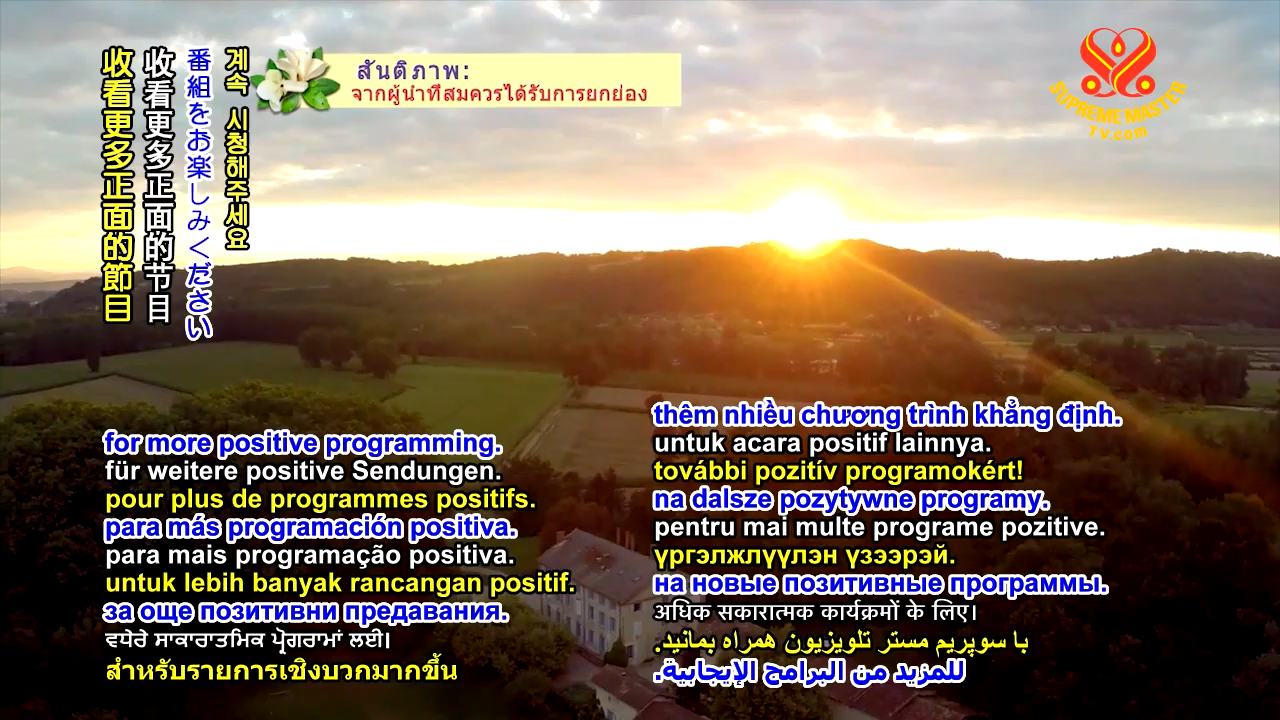 收看更多正面的節目
收看更多正面的节目
番組をお楽しみください
계속 시청해주세요
สันติภาพ:
จากผู้นำที่สมควรได้รับการยกย่อง
SUPREME MASTER
TV.com
for more positive programming.
für weitere positive Sendungen.
pour plus de programmes positifs.
para más programación positiva.
para mais programação positiva.
untuk lebih banyak rancangan positif.
за още позитивни предавания.
ਵਧੇਰੇ ਸਾਕਾਰਾਤਮਿਕ ਪ੍ਰੋਗਰਾਮਾਂ ਲਈ।
สำหรับรายการเชิงบวกมากขึ้น
thêm nhiều chương trình khẳng định.
untuk acara positif lainnya.
további pozitív programokért!
na dalsze pozytywne programy.
pentru mai multe programe pozitive.
үргэлжлүүлэн үзээрэй.
на новые позитивные программы.
अधिक सकारात्मक कार्यक्रमों के लिए।
با سوپریم مستر تلویزیون همراه بمانید.
للمزيد من البرامج الإيجابية.